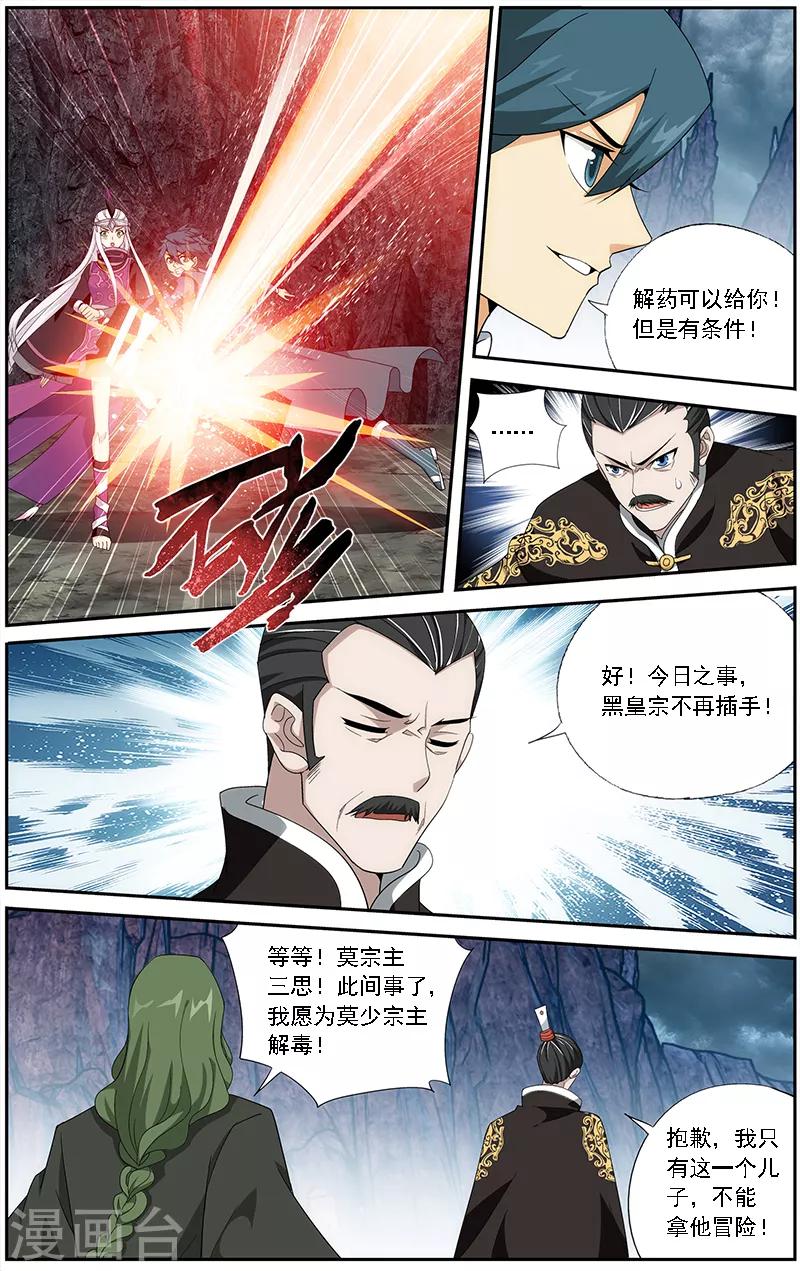 解药可以给你！
但是有条件！
……
好！今日之事，
黑皇宗不再插手！
等等！莫宗主
三思！此间事了，
我愿为莫少宗主
解毒！
抱歉，我只
有这一个儿
子，不能
拿他冒险！
漫画台